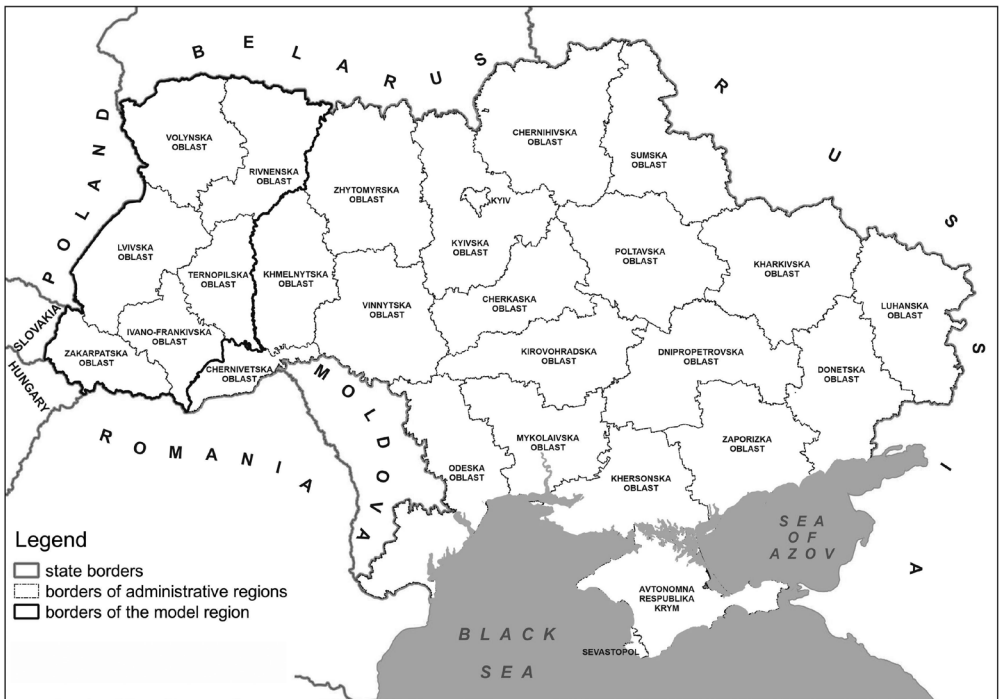 BELARUS
POLAND
RUSSIA
VOLYNSKA
OBLAST
RIVNENSKA
OBLAST
ZHYTOMYRSKA
OBLAST
CHERNIHIVSKA
OBLAST
SUMSKA
OBLAST
KYIV
KYIVSKA
OBLAST
LVIVSKA
OBLAST
TERNOPILSKA
OBLAST
KHMELNYTSKA
OBLAST
VINNYTSKA
OBLAST
CHERKASKA
OBLAST
POLTAVSKA
OBLAST
KHARKIVSKA
OBLAST
LUHANSKA
OBLAST
SLOVAKIA
HUNGARY
ZAKARPATSKA
OBLAST
IVANO-FRANKIVSKA
OBLAST
CHERNIVETSKA
OBLAST
KIROVOHRADSKA
OBLAST
DNIPROPETROVSKA
OBLAST
DONETSKA
OBLAST
ROMANIA
MOLDOVA
ODESKA
OBLAST
MYKOLAIVSKA
OBLAST
KHERSONSKA
OBLAST
ZAPORIZKA
OBLAST
SEA
OF
AZOV
AVTONOMNA
RESPUBLIKA
KRYM
SEVASTOPOL
BLACK
SEA
Legend
state borders
borders of administrative regions
borders of the model region